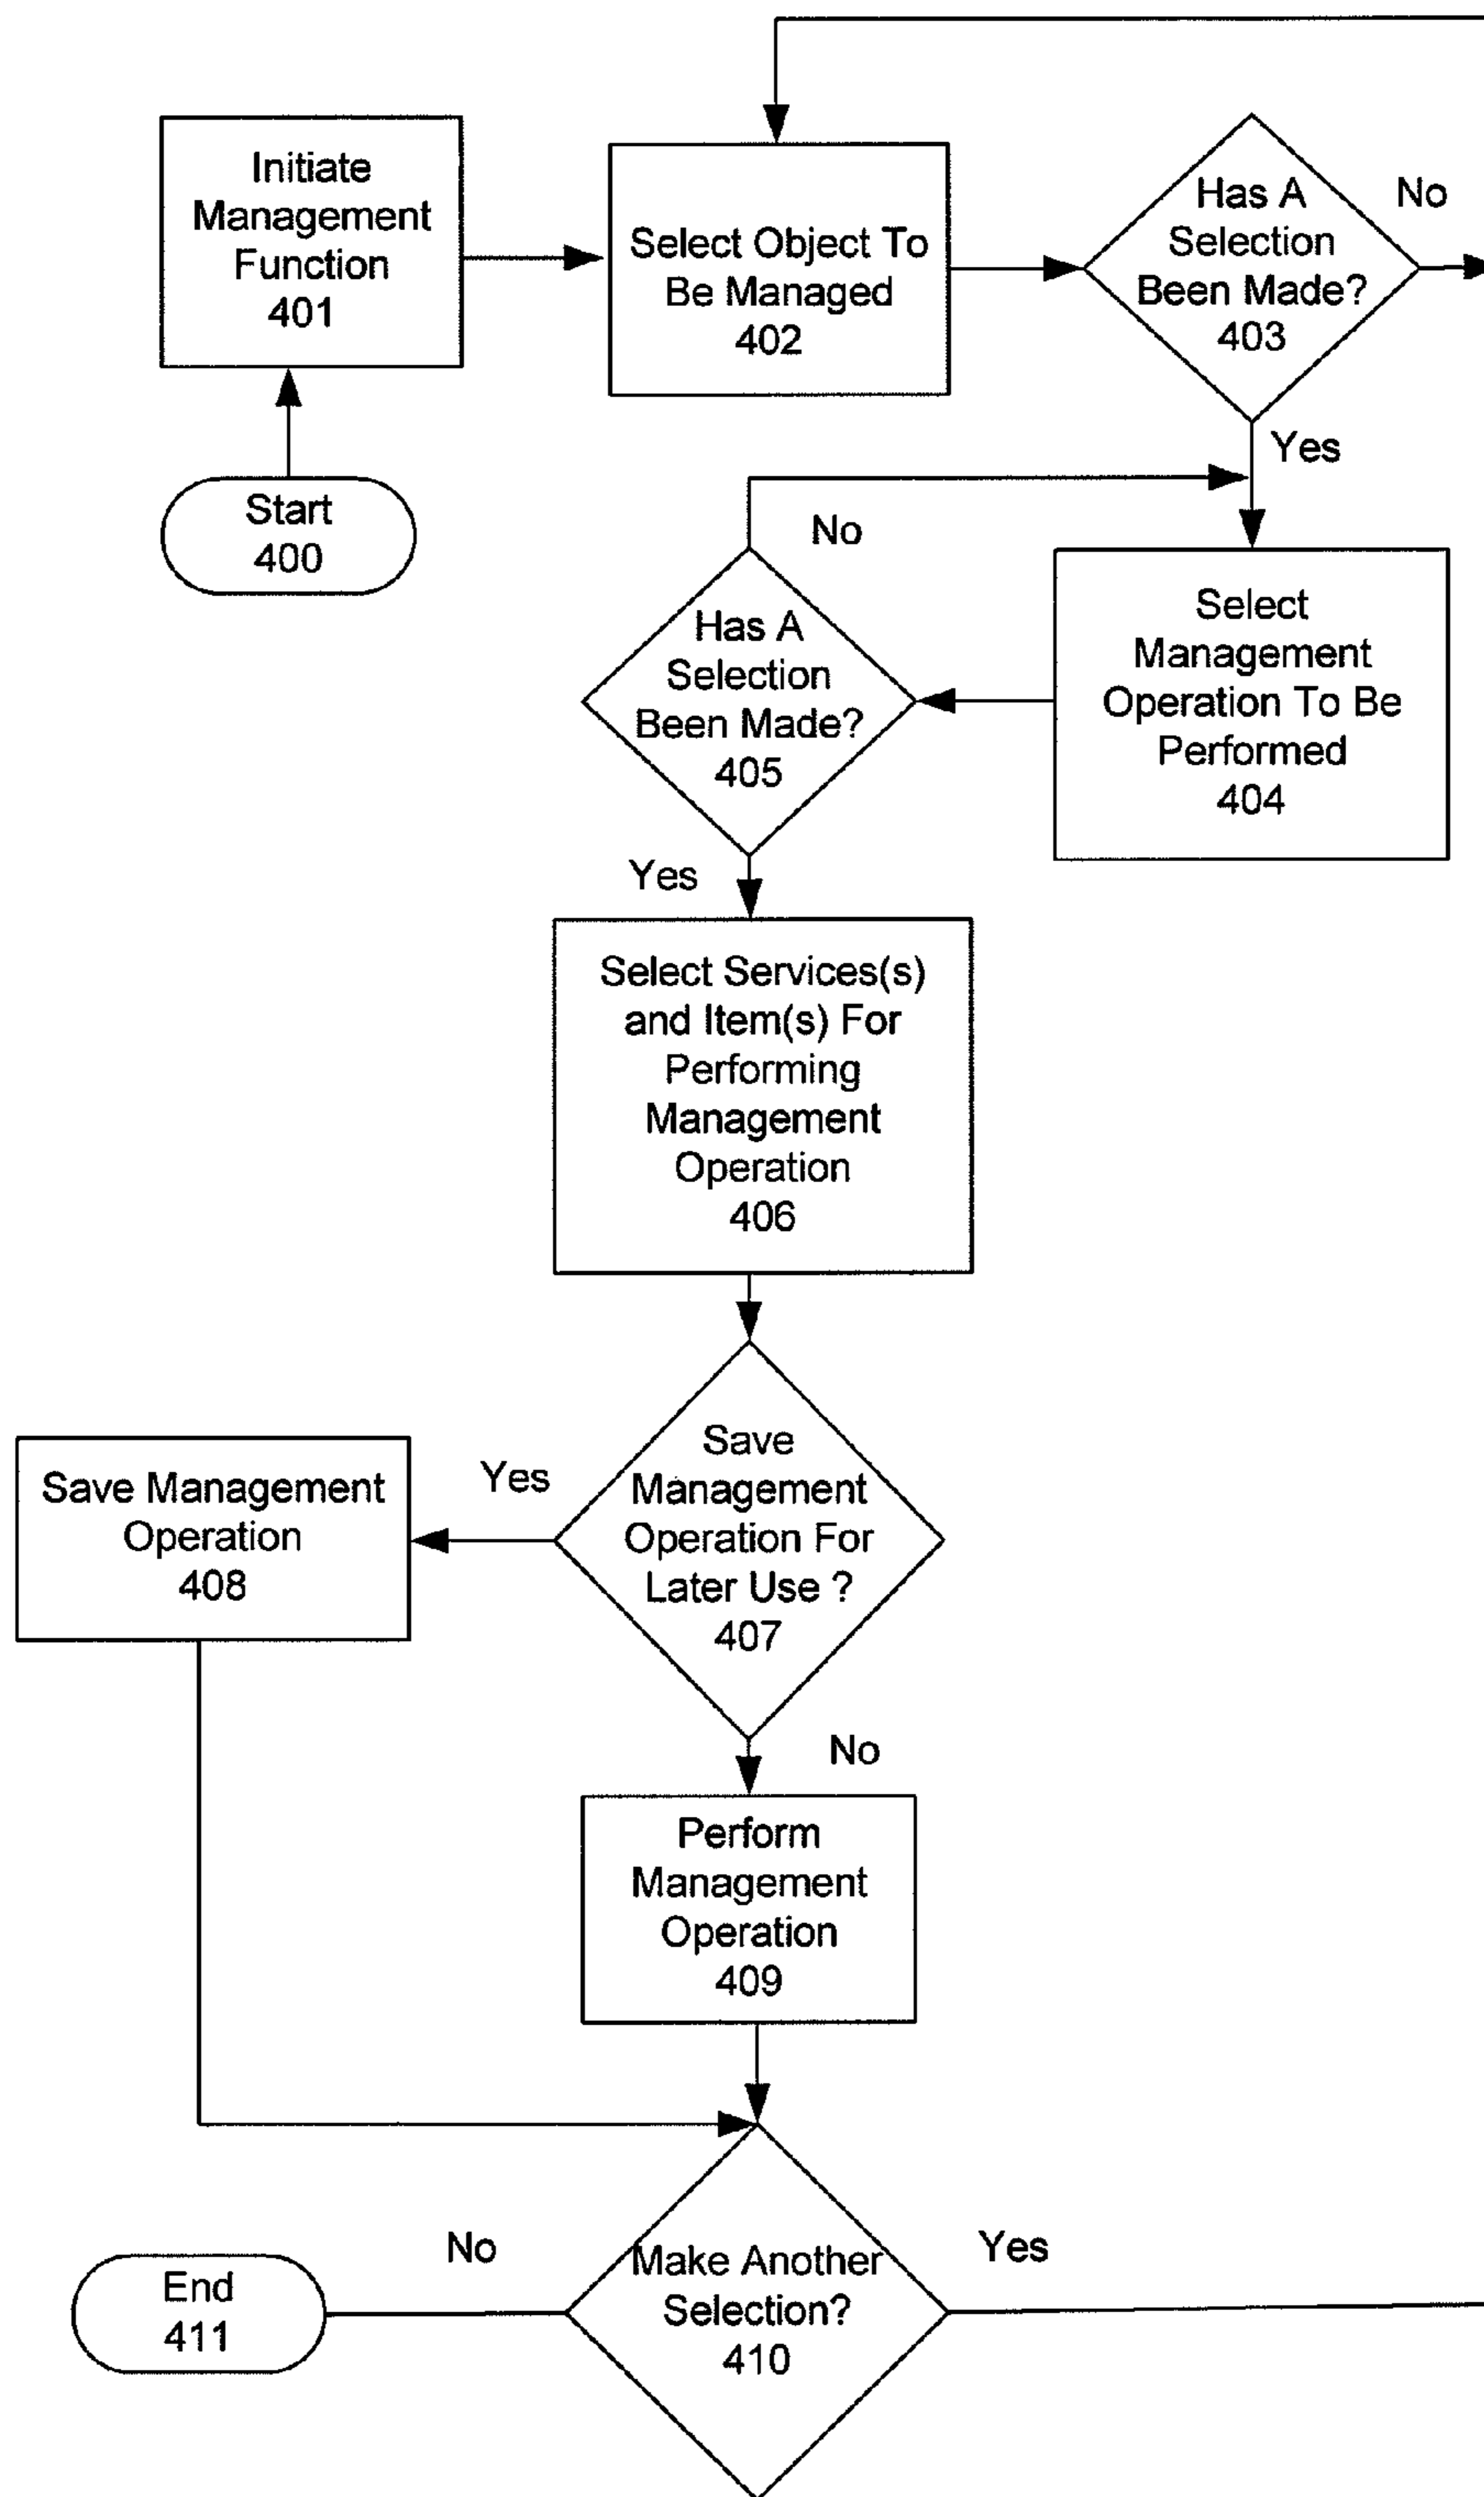 Initiate
Management
Function
401
Select Object To
Be Managed
402
Has A
Selection
Been Made?
403
No
Yes
Start
400
No
Has A
Selection
Been Made?
405
Select
Management
Operation To Be
Performed
404
Yes
Select Services(s)
and Item(s) For
Performing
Management
Operation
406
Save Management
Operation
408
Yes
Save
Management
Operation For
Later Use ?
407
No
Perform
Management
Operation
409
End
411
No
Make Another
Selection?
410
Yes